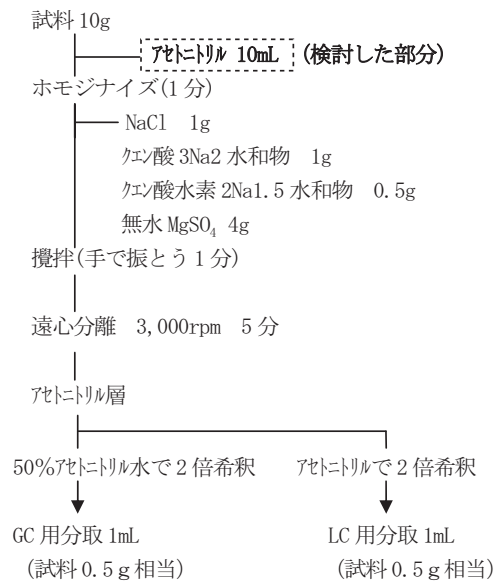 試料 10g
ｱｾﾄﾆﾄﾘﾙ 10mL (検討した部分)
ホモジナイズ(1 分)
NaCl 1g
ｸｴﾝ酸 3Na2 水和物 1g
ｸｴﾝ酸水素 2Na1.5 水和物 0.5g
無水 MgSO₄ 4g
攪拌(手で振とう 1 分)
遠心分離 3,000rpm 5 分
ｱｾﾄﾆﾄﾘﾙ層
50%ｱｾﾄﾆﾄﾘﾙ水で 2 倍希釈 ｱｾﾄﾆﾄﾘﾙで 2 倍希釈
GC 用分取 1mL LC 用分取 1mL
(試料 0.5ｇ相当) (試料 0.5ｇ相当)